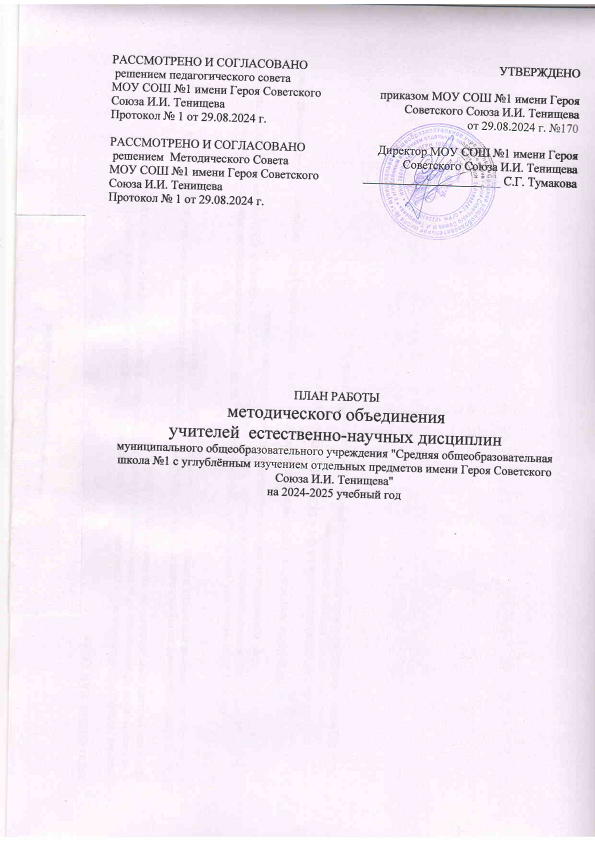 РАССМОТРЕНО И СОГЛАСОВАНО
решением педагогического совета
МОУ СОШ №1 имени Героя Советского
Союза И.И. Тенищева
Протокол № 1 от 29.08.2024 г.
РАССМОТРЕНО И СОГЛАСОВАНО
решением Методического Совета
МОУ СОШ №1 имени Героя Советского
Союза И.И. Тенищева
Протокол № 1 от 29.08.2024 г.
УТВЕРЖДЕНО
приказом МОУ СОШ №1 имени Героя
Советского Союза И.И. Тенищева
от 29.08.2024 г. №170
Директор МОУ СОШ №1 имени Героя
Советского Союза И.И. Тенищева
С.Г. Тумакова
ПЛАН РАБОТЫ
методического объединения
учителей естественно-научных дисциплин
муниципального общеобразовательного учреждения "Средняя общеобразовательная
школа №1 с углублённым изучением отдельных предметов имени Героя Советского
Союза И.И. Тенищева"
на 2024-2025 учебный год